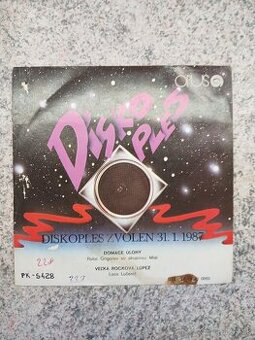 opus
DISKO
PLES
DISKOPLES ZVOLEN 31. 1. 1987
DOMÁCE ÚLOHY
VEĽKÁ ROCKOVÁ LÚPEŽ
PK-5428